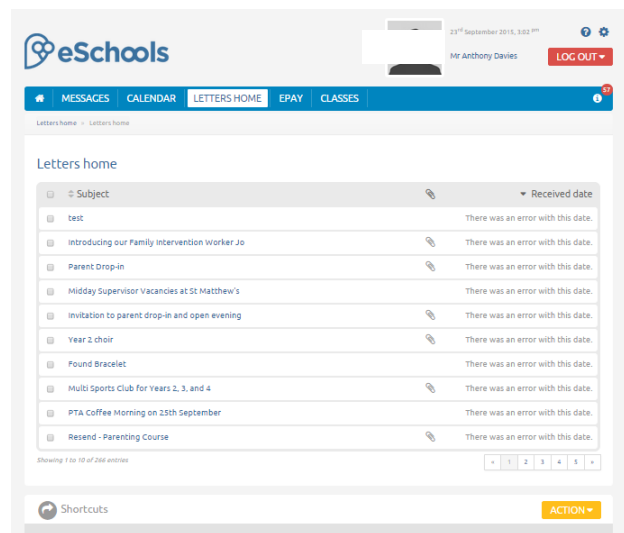 23rd September 2015, 3:02 pm
eSchools
Mr Anthony Davies
LOG OUT
MESSAGES CALENDAR LETTERS HOME EPAY CLASSES 57
Letters home > Letters home
Letters home
Subject Received date
test There was an error with this date.
Introducing our Family Intervention Worker Jo There was an error with this date.
Parent Drop-in There was an error with this date.
Midday Supervisor Vacancies at St Matthew's There was an error with this date.
Invitation to parent drop-in and open evening There was an error with this date.
Year 2 choir There was an error with this date.
Found Bracelet There was an error with this date.
Multi Sports Club for Years 2, 3, and 4 There was an error with this date.
PTA Coffee Morning on 25th September There was an error with this date.
Resend - Parenting Course There was an error with this date.
Showing 1 to 10 of 266 entries « 1 2 3 4 5 »
Shortcuts ACTION